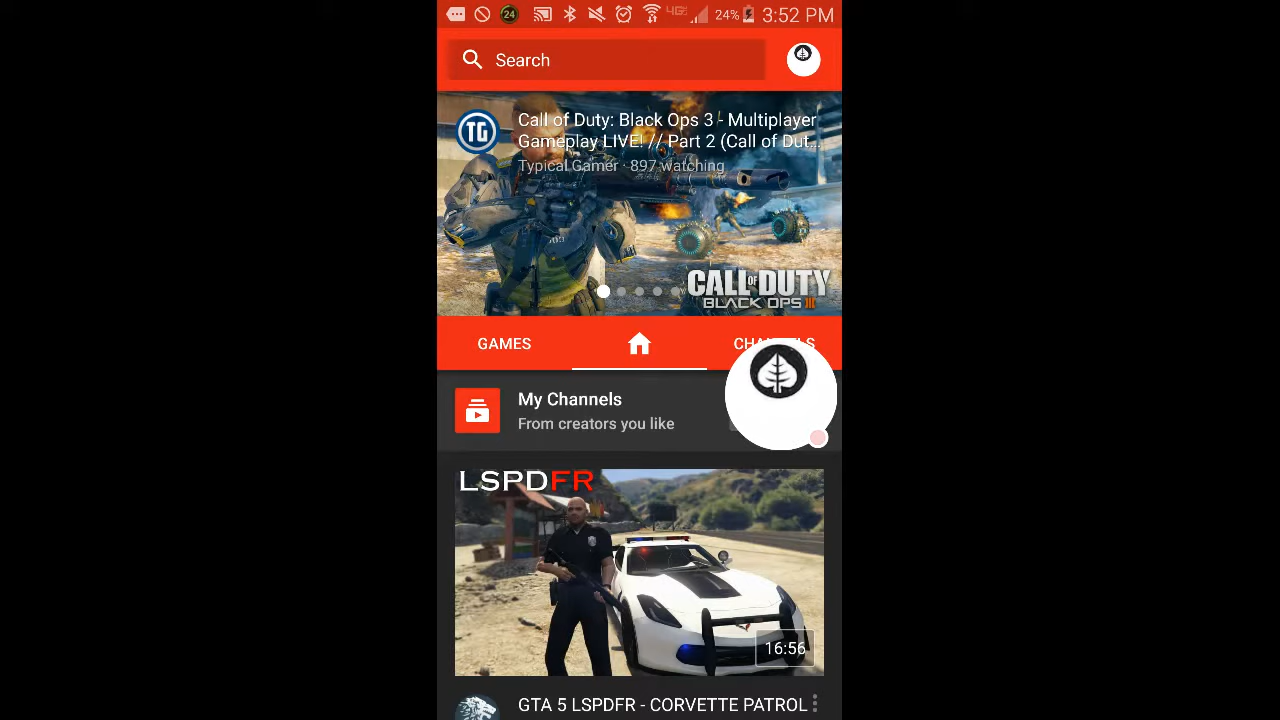 24 4G 24% 3:52 PM
Search
TG
Call of Duty: Black Ops 3 - Multiplayer
Gameplay LIVE! // Part 2 (Call of Dut...
Typical Gamer · 897 watching
CALL OF DUTY
BLACK OPS III
GAMES
My Channels
From creators you like
LSPDFR
16:56
GTA 5 LSPDFR - CORVETTE PATROL